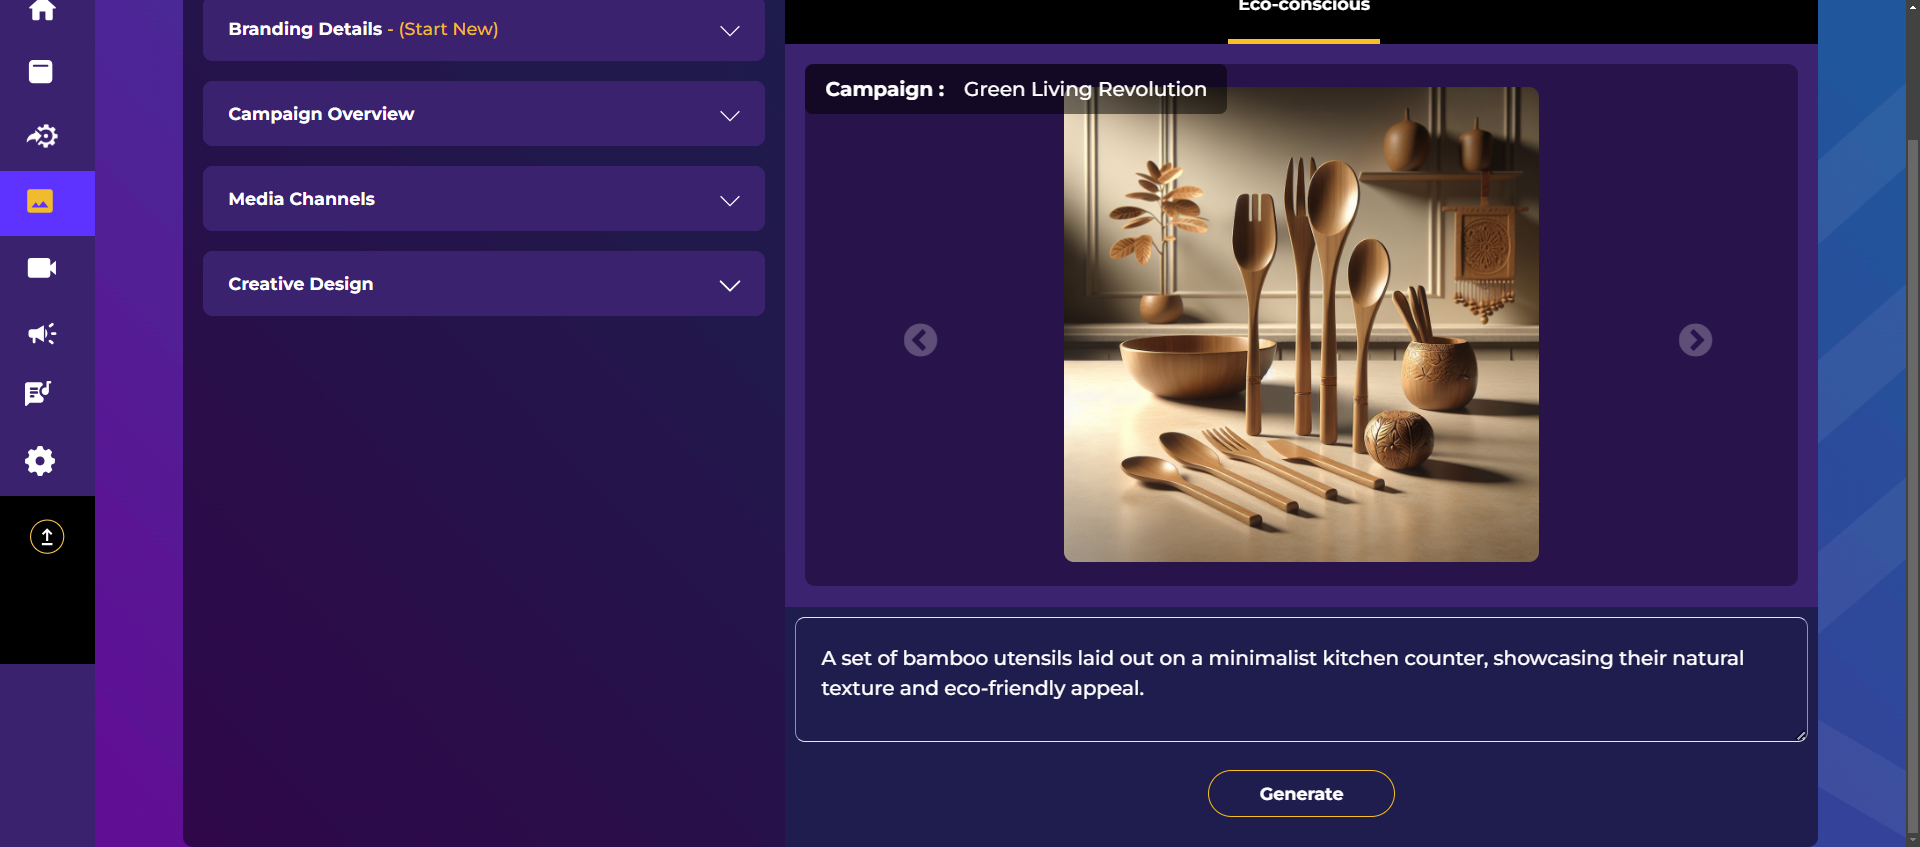 Branding Details - (Start New)
Campaign Overview
Media Channels
Creative Design
Eco-conscious
Campaign : Green Living Revolution
A set of bamboo utensils laid out on a minimalist kitchen counter, showcasing their natural
texture and eco-friendly appeal.
Generate